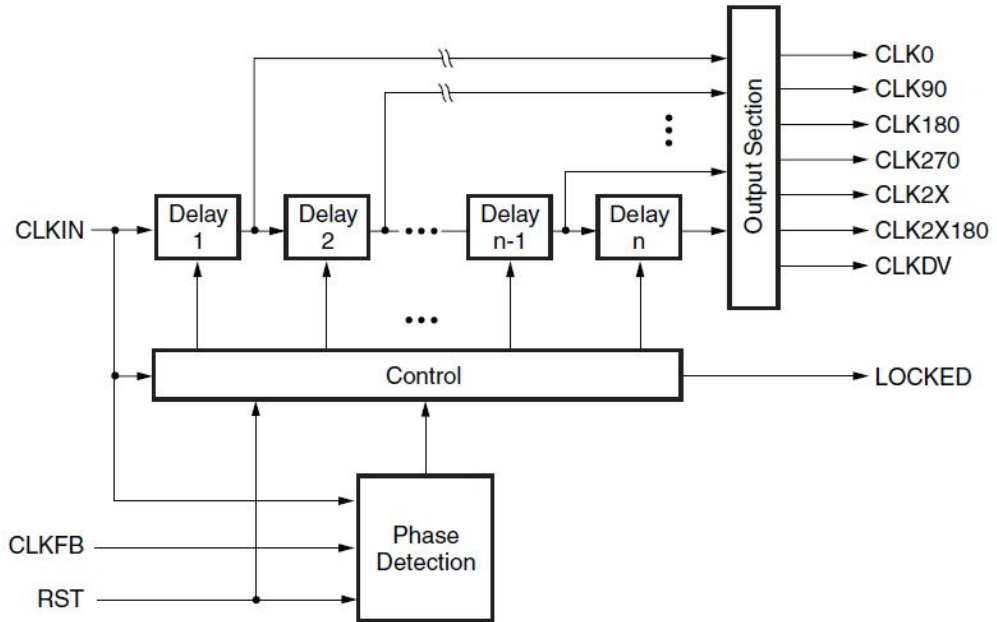 CLK0
CLK90
CLK180
CLK270
CLK2X
CLK2X180
CLKDV
Output Section
CLKIN
Delay
1
Delay
2
Delay
n-1
Delay
n
Control
LOCKED
Phase
Detection
CLKFB
RST